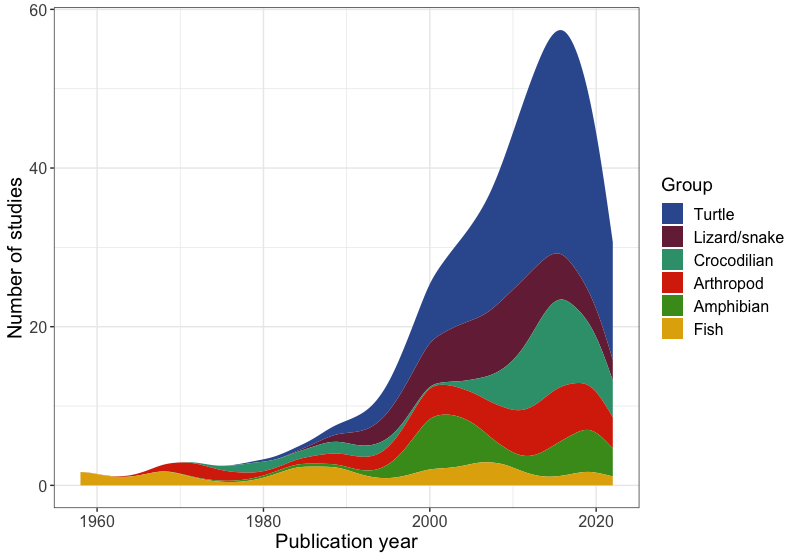 Number of studies
60
40
20
0
1960 1980 2000 2020
Publication year
Group
Turtle
Lizard/snake
Crocodilian
Arthropod
Amphibian
Fish